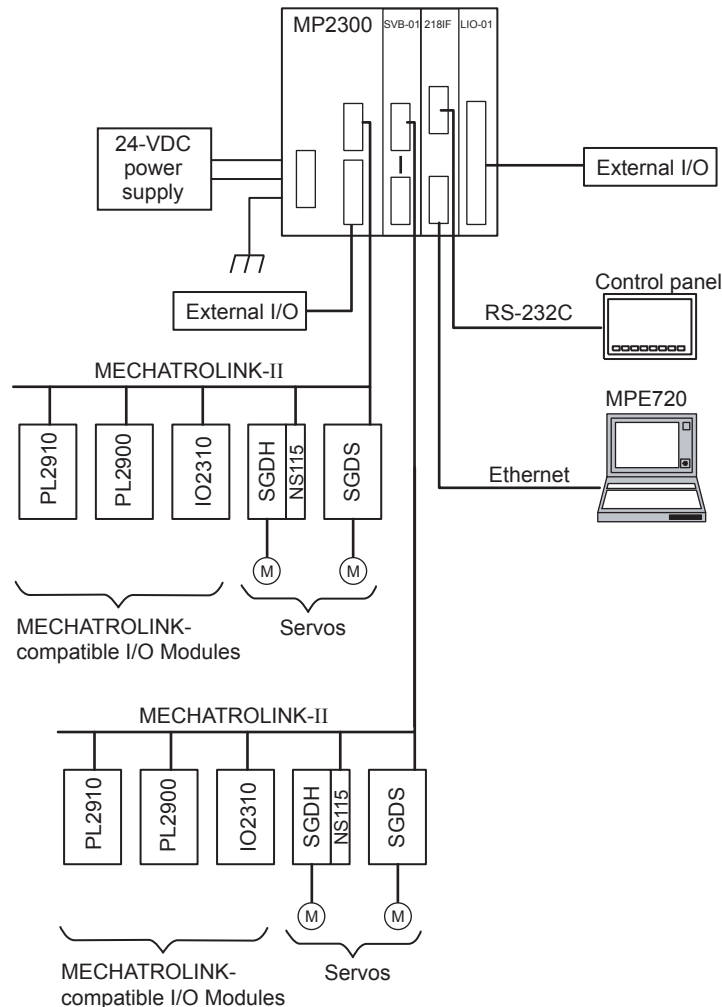 MP2300
SVB-01
218IF
LIO-01
24-VDC
power
supply
External I/O
External I/O
Control panel
RS-232C
MECHATROLINK-II
MPE720
PL2910
PL2900
IO2310
SGDH
NS115
SGDS
Ethernet
M
M
MECHATROLINK-
compatible I/O Modules
Servos
MECHATROLINK-II
PL2910
PL2900
IO2310
SGDH
NS115
SGDS
M
M
MECHATROLINK-
compatible I/O Modules
Servos